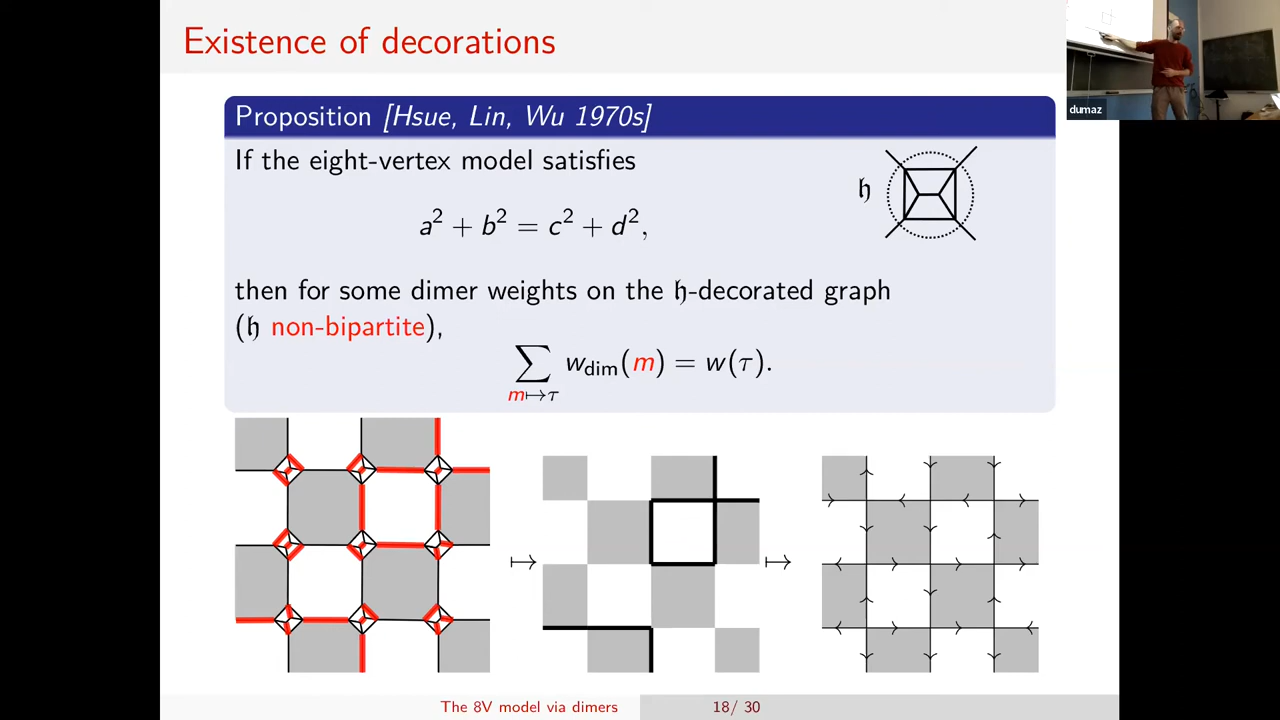 Existence of decorations
Proposition [Hsue, Lin, Wu 1970s]
If the eight-vertex model satisfies
𝔥
a² + b² = c² + d²,
then for some dimer weights on the 𝔥-decorated graph
(𝔥 non-bipartite),
∑ w_dim(m) = w(τ).
m↦τ
↦ ↦
The 8V model via dimers 18/ 30
dumaz